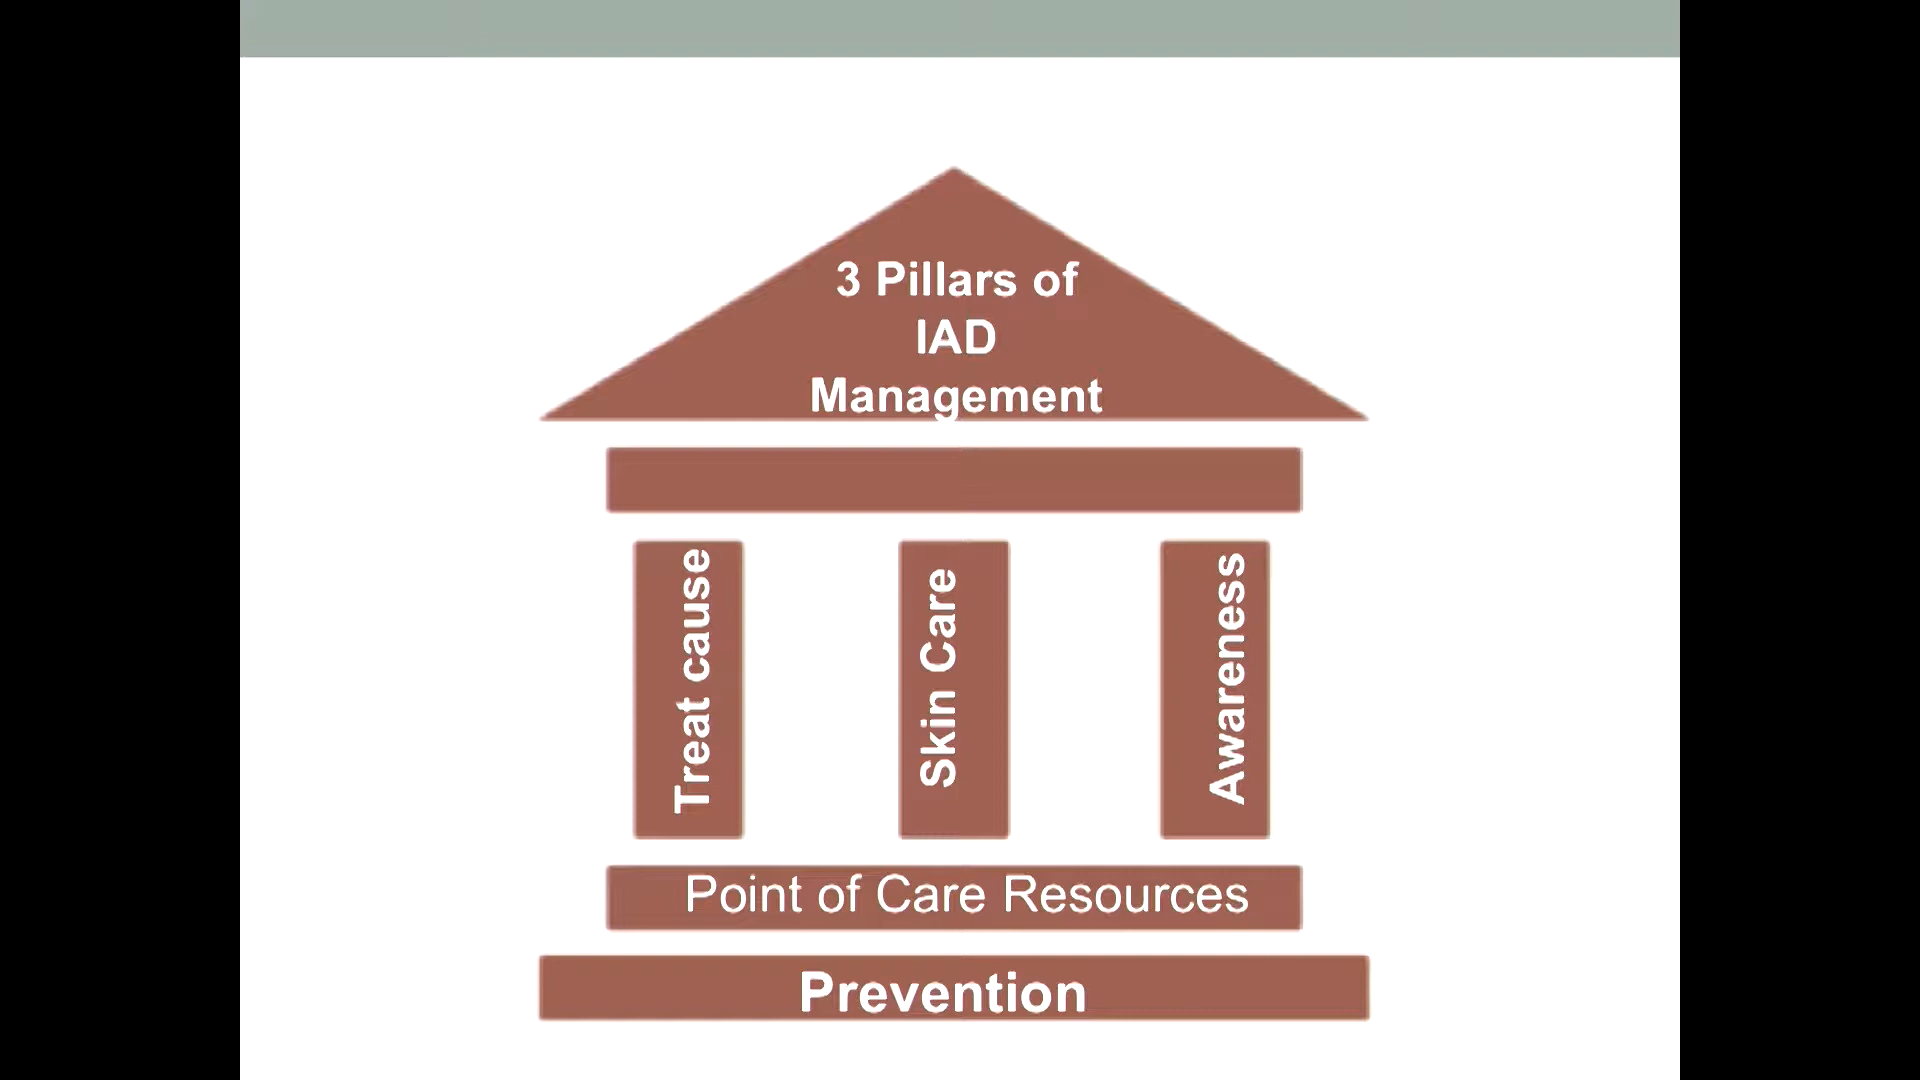 3 Pillars of
IAD
Management
Treat cause
Skin Care
Awareness
Point of Care Resources
Prevention